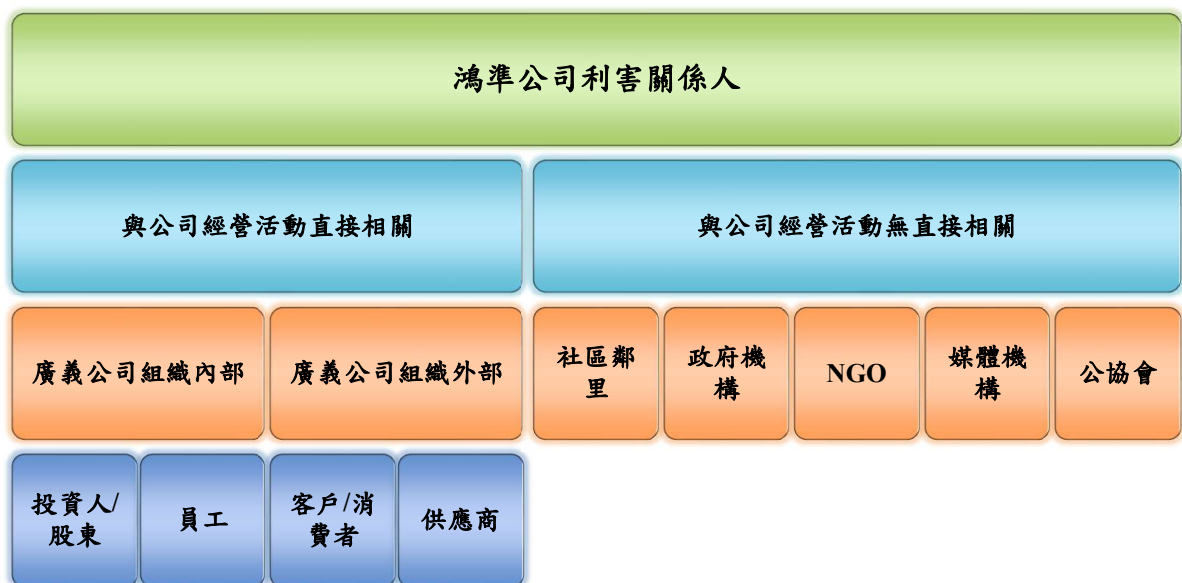 鴻準公司利害關係人
與公司經營活動直接相關
與公司經營活動無直接相關
廣義公司組織內部
廣義公司組織外部
社區鄰
里
政府機
構
NGO
媒體機
構
公協會
投資人/
股東
員工
客戶/消
費者
供應商